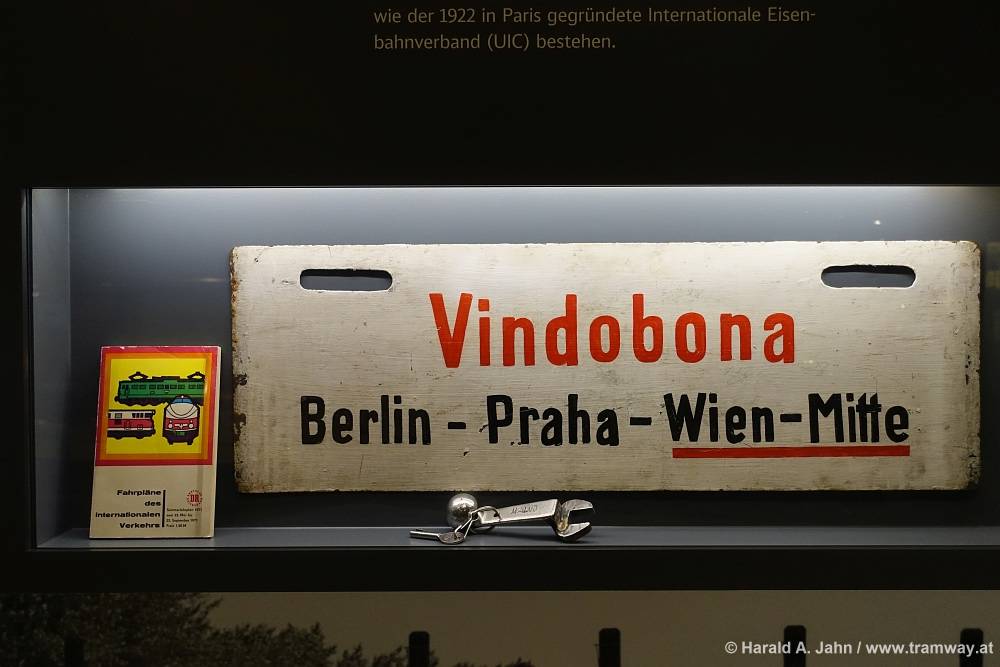 wie der 1922 in Paris gegründete Internationale Eisen-
bahnverband (UIC) bestehen.
Vindobona
Berlin - Praha - Wien-Mitte
Fahrpläne
des
internationalen
Verkehrs
DR
© Harald A. Jahn / www.tramway.at